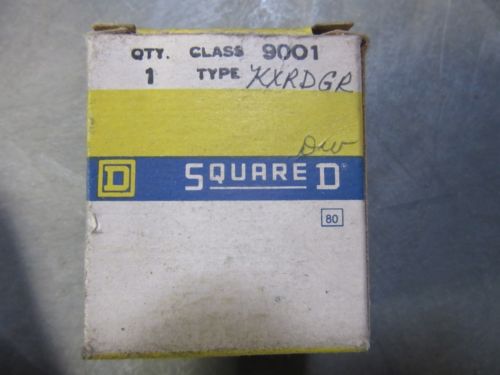 QTY. CLASS 9001
1 TYPE KXRDGR
D SQUARE D®
80